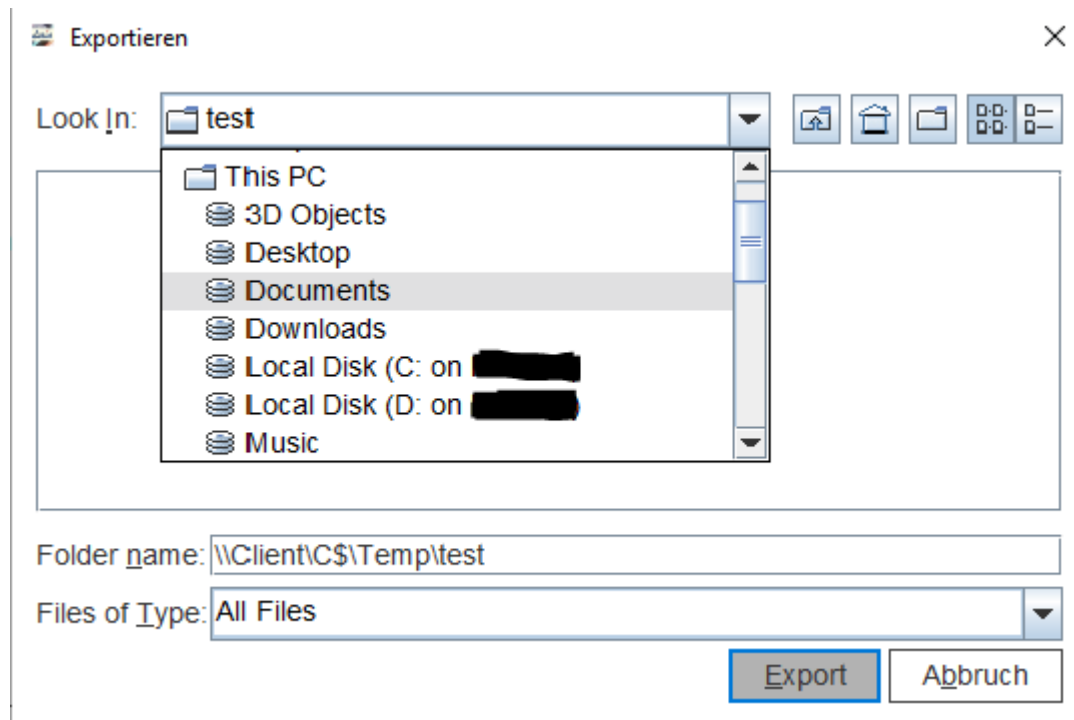 Exportieren
Look In: test
This PC
3D Objects
Desktop
Documents
Downloads
Local Disk (C: on
Local Disk (D: on )
Music
Folder name: \\Client\C$\Temp\test
Files of Type: All Files
Export Abbruch